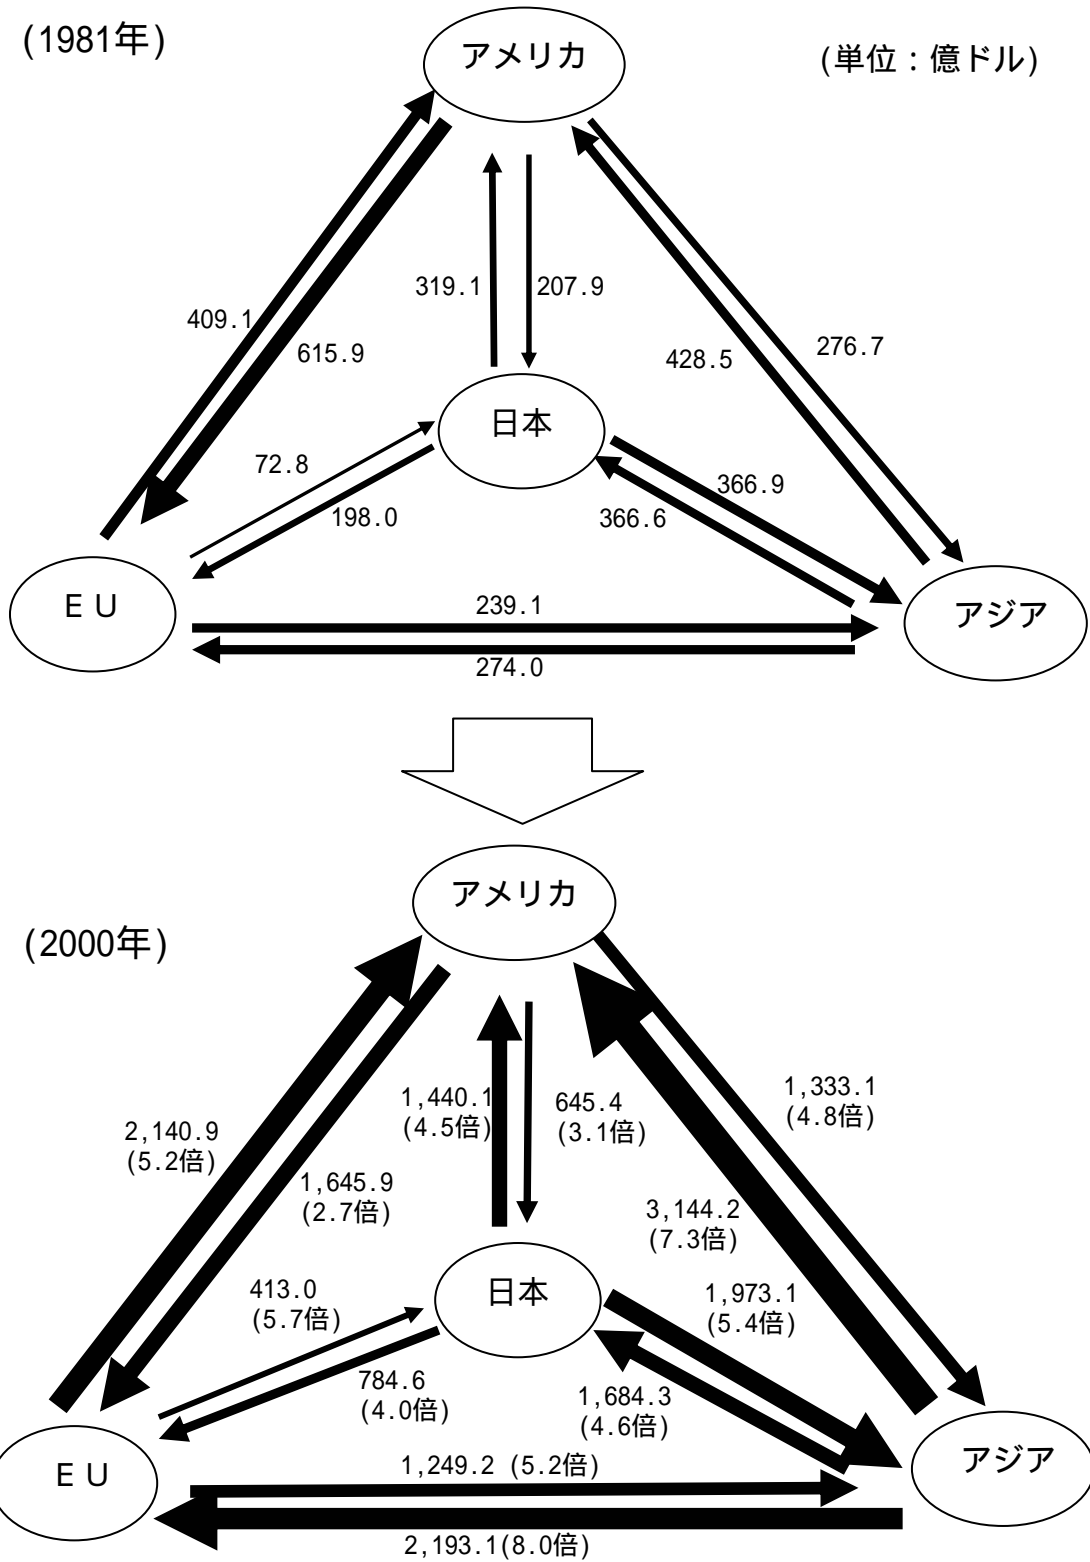 (1981年)
アメリカ
(単位：億ドル)
319.1
207.9
409.1
615.9
276.7
428.5
日本
72.8
198.0
366.9
366.6
ＥＵ
239.1
アジア
274.0
アメリカ
(2000年)
1,440.1
(4.5倍)
645.4
(3.1倍)
1,333.1
(4.8倍)
2,140.9
(5.2倍)
1,645.9
(2.7倍)
3,144.2
(7.3倍)
413.0
(5.7倍)
日本
1,973.1
(5.4倍)
784.6
(4.0倍)
1,684.3
(4.6倍)
ＥＵ
1,249.2 (5.2倍)
アジア
2,193.1(8.0倍)